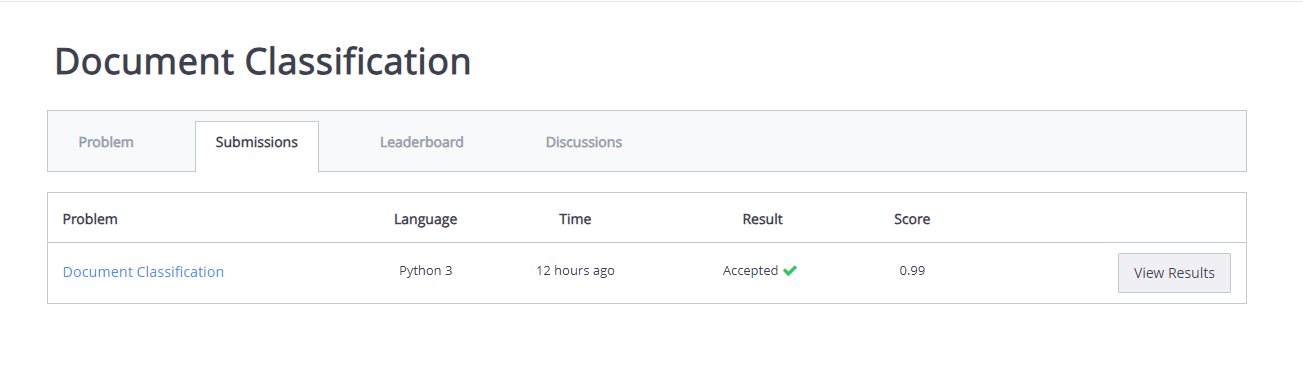 Document Classification
Problem Submissions Leaderboard Discussions
Problem Language Time Result Score
Document Classification Python 3 12 hours ago Accepted 0.99 View Results